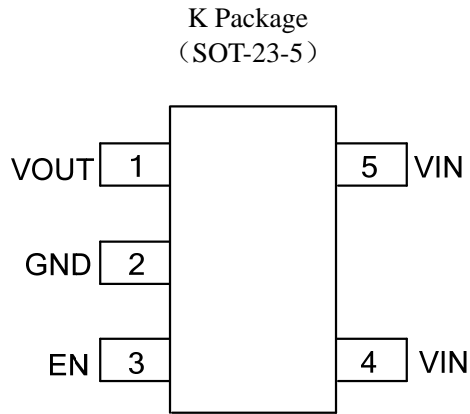 K Package
（SOT-23-5）
VOUT 1 5 VIN
GND 2
EN 3 4 VIN